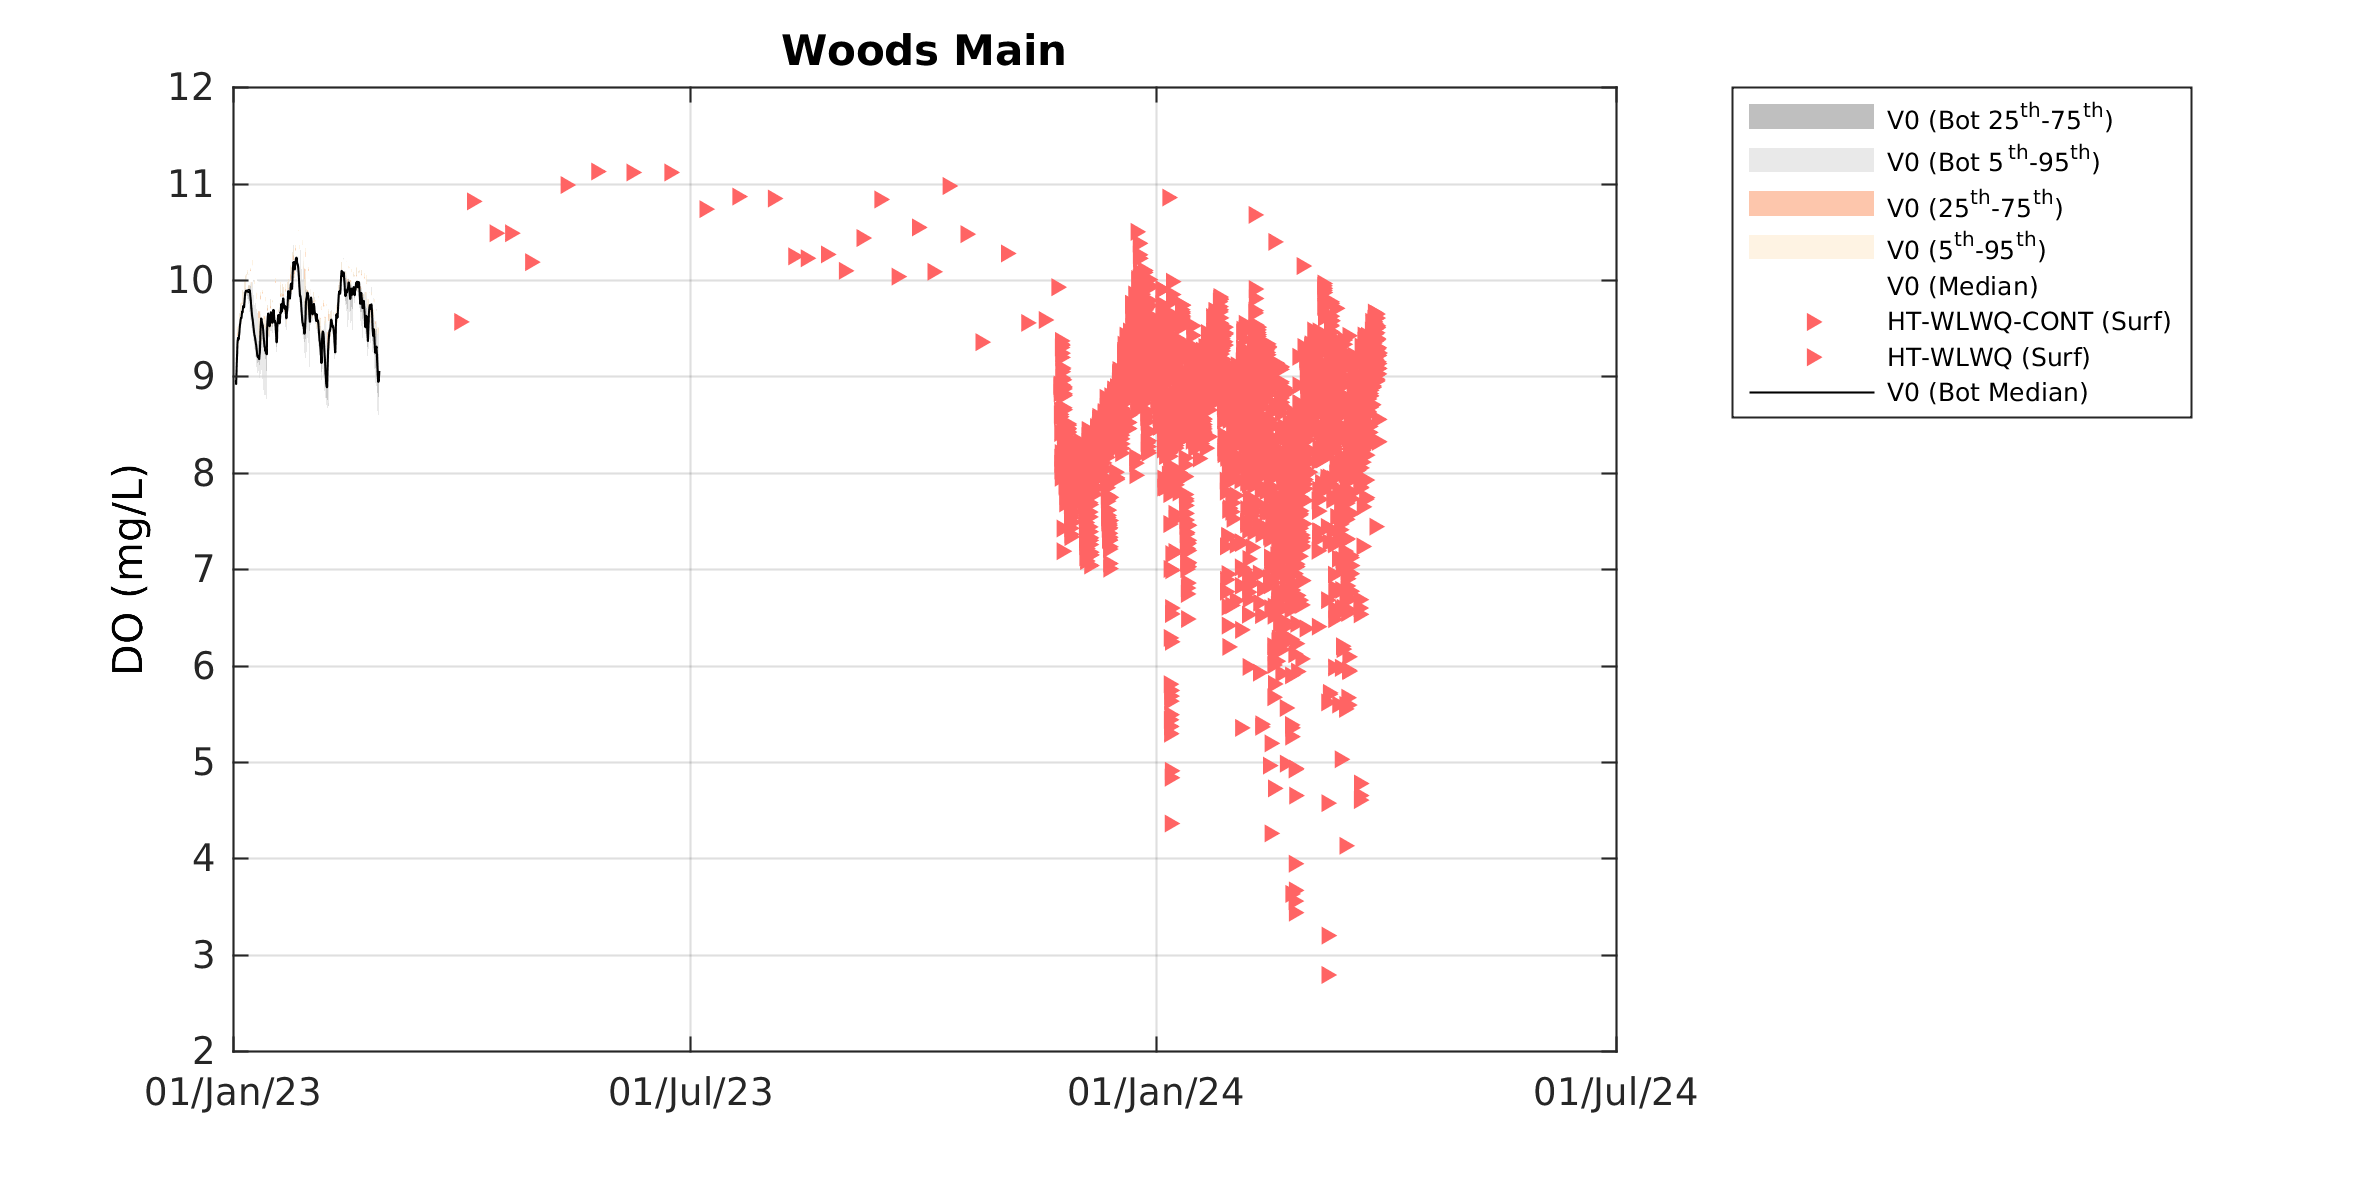 Woods Main
12
11
10
9
8
7
6
5
4
3
2
DO (mg/L)
01/Jan/23
01/Jul/23
01/Jan/24
01/Jul/24
V0 (Bot 25th-75th)
V0 (Bot 5th-95th)
V0 (25th-75th)
V0 (5th-95th)
V0 (Median)
HT-WLWQ-CONT (Surf)
HT-WLWQ (Surf)
V0 (Bot Median)